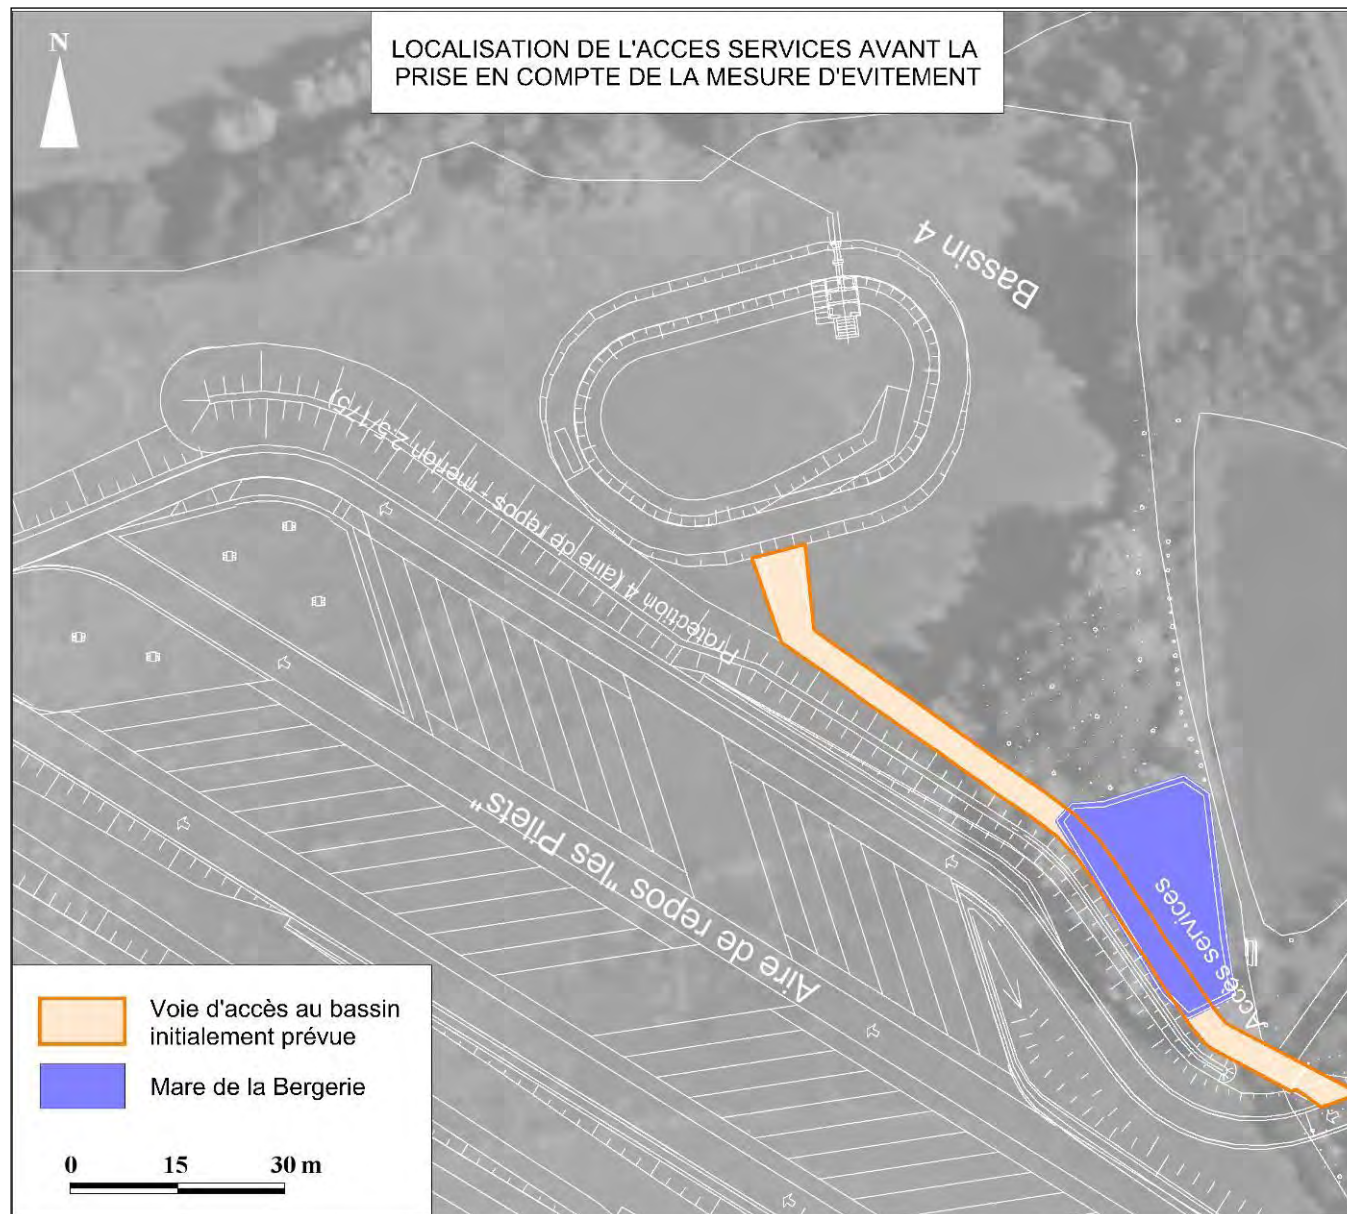 N
LOCALISATION DE L'ACCES SERVICES AVANT LA
PRISE EN COMPTE DE LA MESURE D'EVITEMENT
Bassin 4
Protection 4 (aire de repos - merlon 2.5/175)
Aire de repos "les Pilets"
Accès services
Voie d'accès au bassin
initialement prévue
Mare de la Bergerie
0 15 30 m